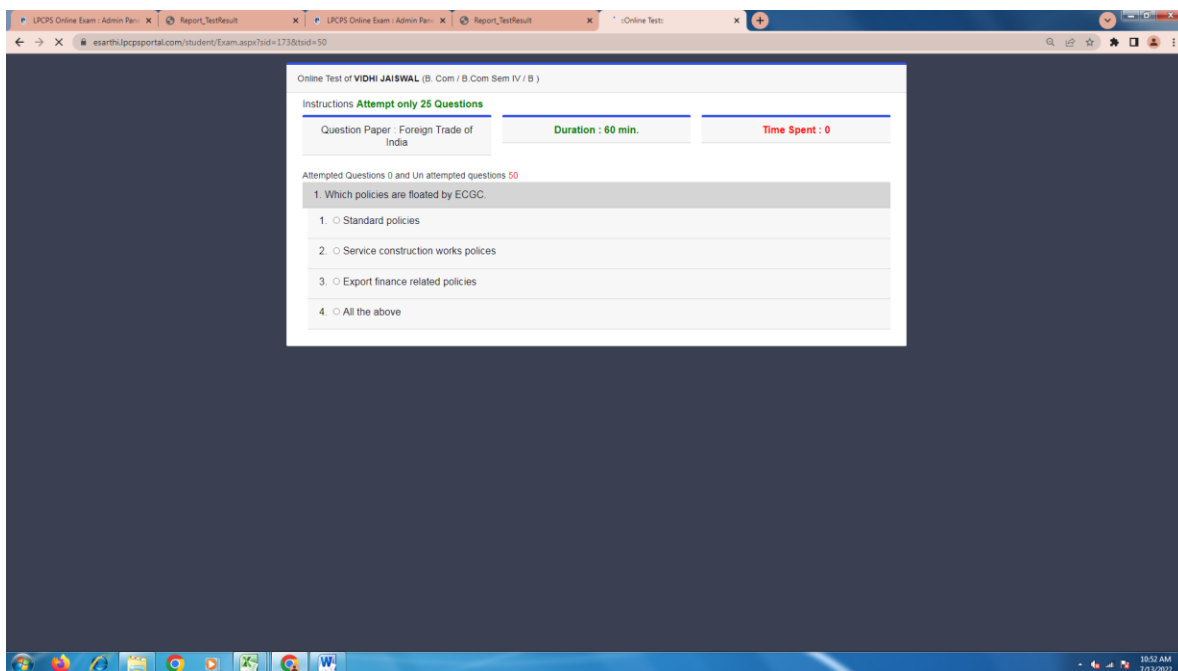 LPCPS Online Exam : Admin Pan
Report_TestResult
LPCPS Online Exam : Admin Pan
Report_TestResult
::Online Test::
esarthi.lpcpsportal.com/student/Exam.aspx?sid=173&tsid=50
Online Test of VIDHI JAISWAL (B. Com / B.Com Sem IV / B )
Instructions Attempt only 25 Questions
Question Paper : Foreign Trade of
India
Duration : 60 min.
Time Spent : 0
Attempted Questions 0 and Un attempted questions 50
1. Which policies are floated by ECGC.
1. Standard policies
2. Service construction works polices
3. Export finance related policies
4. All the above
10:52 AM
7/13/2022